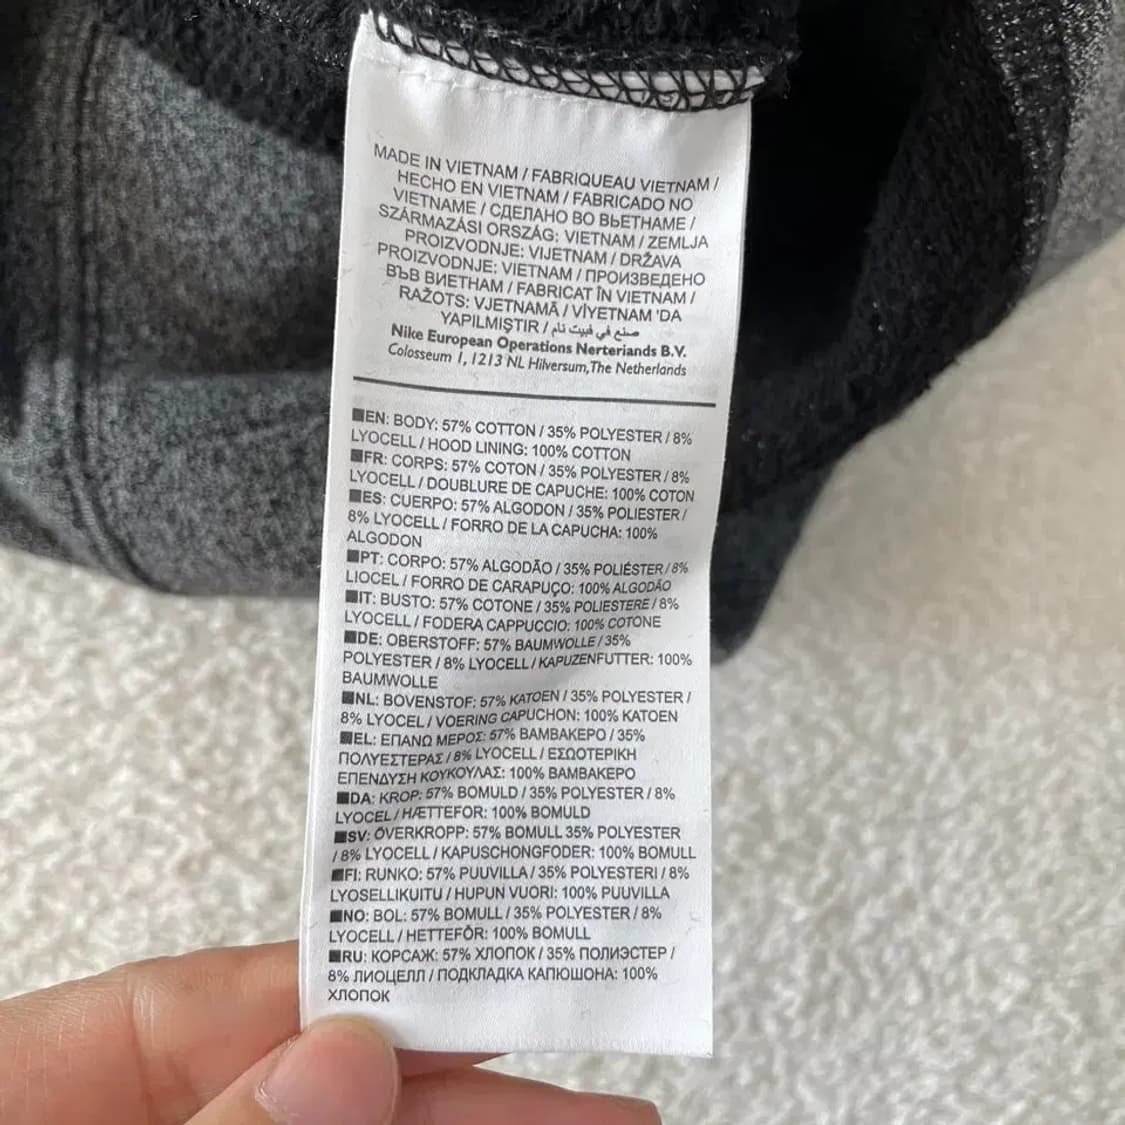 MADE IN VIETNAM / FABRIQUEAU VIETNAM /
HECHO EN VIETNAM / FABRICADO NO
VIETNAME / СДЕЛАНО ВО ВЬЕТНАМЕ /
SZÁRMAZÁSI ORSZÁG: VIETNAM / ZEMLJA
PROIZVODNJE: VIJETNAM / DRŽAVA
PROIZVODNJE: VIETNAM / ПРОИЗВЕДЕНО
ВЪВ ВИЕТНАМ / FABRICAT ÎN VIETNAM /
RAŽOTS: VJETNAMĀ / VİYETNAM 'DA
YAPILMIŞTIR / صنع في فييت نام
Nike European Operations Nerteriands B.V.
Colosseum 1, 1213 NL Hilversum,The Netherlands
■EN: BODY: 57% COTTON / 35% POLYESTER / 8%
LYOCELL / HOOD LINING: 100% COTTON
■FR: CORPS: 57% COTON / 35% POLYESTER / 8%
LYOCELL / DOUBLURE DE CAPUCHE: 100% COTON
■ES: CUERPO: 57% ALGODON / 35% POLIESTER /
8% LYOCELL / FORRO DE LA CAPUCHA: 100%
ALGODON
■PT: CORPO: 57% ALGODÃO / 35% POLIÉSTER / 8%
LIOCEL / FORRO DE CARAPUÇO: 100% ALGODÃO
■IT: BUSTO: 57% COTONE / 35% POLIESTERE / 8%
LYOCELL / FODERA CAPPUCCIO: 100% COTONE
■DE: OBERSTOFF: 57% BAUMWOLLE / 35%
POLYESTER / 8% LYOCELL / KAPUZENFUTTER: 100%
BAUMWOLLE
■NL: BOVENSTOF: 57% KATOEN / 35% POLYESTER /
8% LYOCEL / VOERING CAPUCHON: 100% KATOEN
■EL: ΕΠΑΝΩ ΜΕΡΟΣ: 57% ΒΑΜΒΑΚΕΡΟ / 35%
ΠΟΛΥΕΣΤΕΡΑΣ / 8% LYOCELL / ΕΣΩΟΤΕΡΙΚΗ
ΕΠΕΝΔΥΣΗ ΚΟΥΚΟΥΛΑΣ: 100% ΒΑΜΒΑΚΕΡΟ
■DA: KROP: 57% BOMULD / 35% POLYESTER / 8%
LYOCEL / HÆTTEFOR: 100% BOMULD
■SV: ÖVERKROPP: 57% BOMULL 35% POLYESTER
/ 8% LYOCELL / KAPUSCHONGFODER: 100% BOMULL
■FI: RUNKO: 57% PUUVILLA / 35% POLYESTERI / 8%
LYOSELLIKUITU / HUPUN VUORI: 100% PUUVILLA
■NO: BOL: 57% BOMULL / 35% POLYESTER / 8%
LYOCELL / HETTEFÔR: 100% BOMULL
■RU: КОРСАЖ: 57% ХЛОПОК / 35% ПОЛИЭСТЕР /
8% ЛИОЦЕЛЛ / ПОДКЛАДКА КАПЮШОНА: 100%
ХЛОПОК